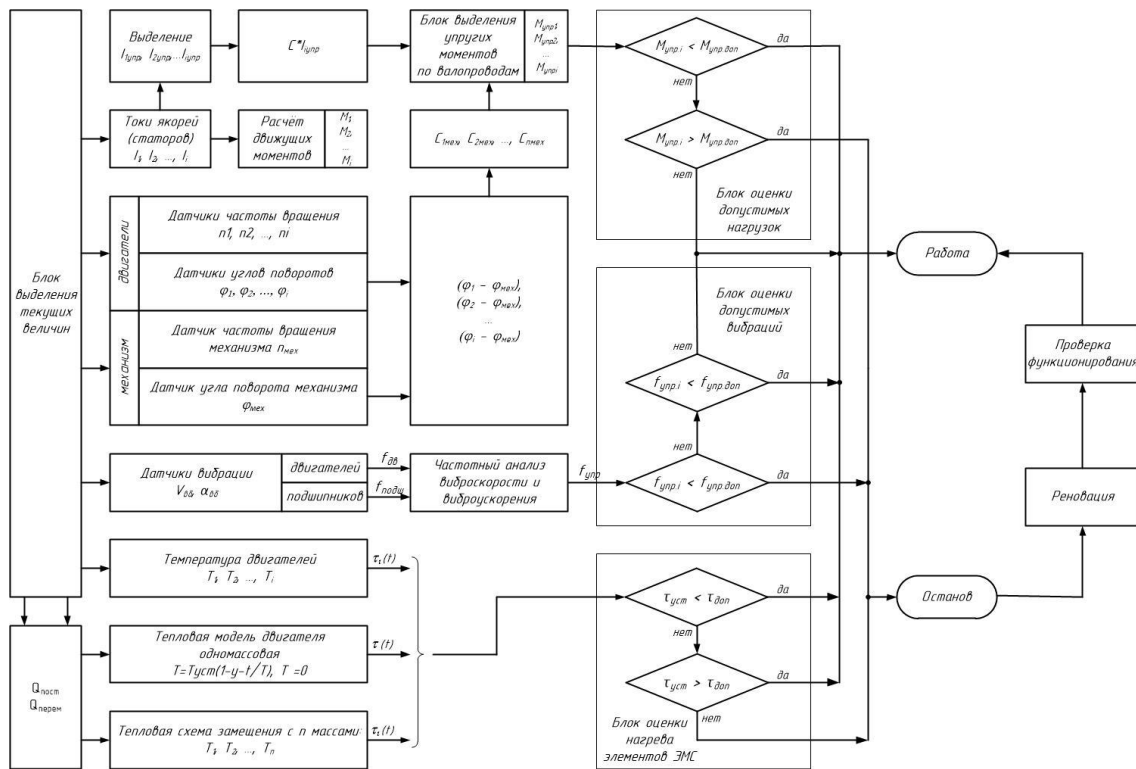 Блок
выделения
текущих
величин
Выделение
I₁упр, I₂упр,...Iiупр
C*Iiупр
Блок выделения
упругих
моментов
по валопроводам
Mупр1,
Mупр2,
...
Mупрi
Токи якорей
(статоров)
I₁, I₂, ..., Ii
Расчёт
движущих
моментов
M₁,
M₂,
...
Mi
C₁мех, C₂мех, ..., Cnмех
двигатели
Датчики частоты вращения
n1, n2, ..., ni
Датчики углов поворотов
φ₁, φ₂, ..., φi
механизм
Датчик частоты вращения
механизма nмех
Датчик угла поворота механизма
φмех
(φ₁ - φмех),
(φ₂ - φмех),
...
(φi - φмех)
Датчики вибрации
Vвб, αвб
двигателей
подшипников
fдв
fподш
Частотный анализ
виброскорости и
виброускорения
fупр
Температура двигателей
T₁, T₂, ..., Ti
τ₁(t)
Qпост
Qперем
Тепловая модель двигателя
одномассовая
T=Tуст(1-y-t/T), T =0
τ(t)
Тепловая схема замещения с n массами:
T₁, T₂, ..., Tn
τ₁(t)
Mупр.i < Mупр.доп
да
нет
Mупр.i > Mупр.доп
да
нет
Блок оценки
допустимых
нагрузок
Блок оценки
допустимых
вибраций
нет
fупр.i < fупр.доп
да
нет
fупр.i < fупр.доп
да
τуст < τдоп
да
нет
τуст > τдоп
да
нет
Блок оценки
нагрева
элементов ЭМС
Работа
Проверка
функционирования
Реновация
Останов